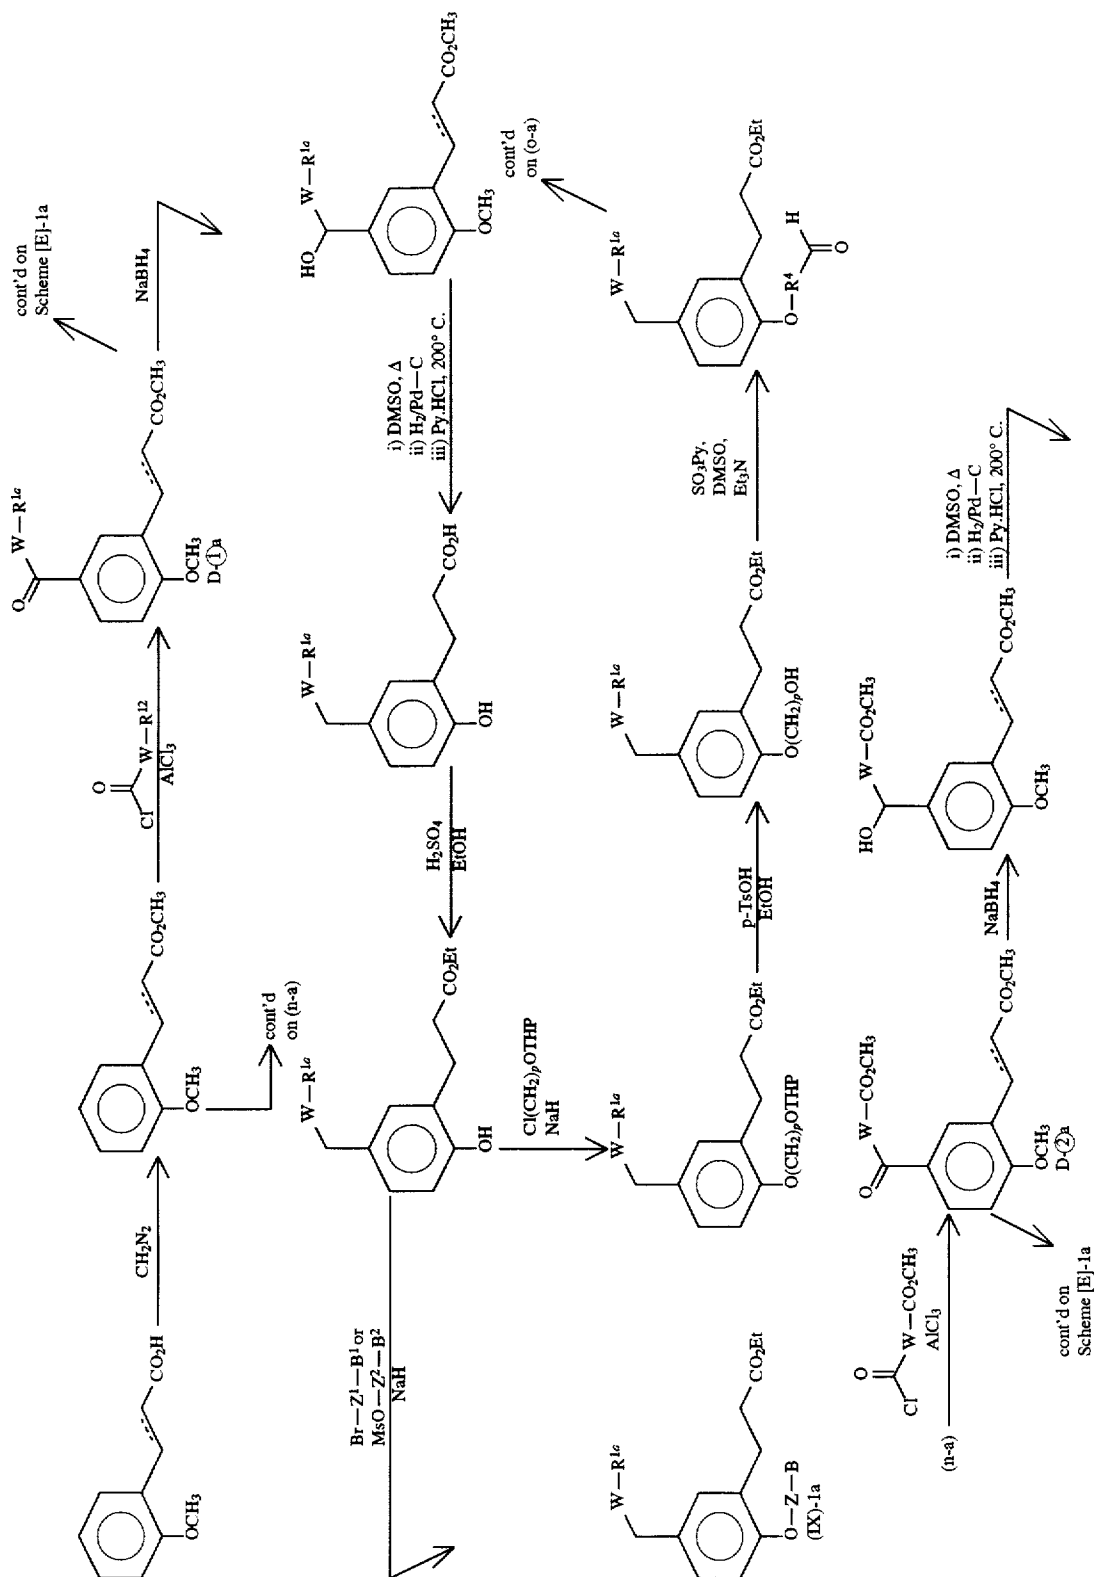 CO₂H
OCH₃
CH₂N₂
CO₂CH₃
OCH₃
cont'd
on (n-a)
O
Cl
W—R¹²
AlCl₃
O
W—R¹ᵃ
CO₂CH₃
OCH₃
D-①a
cont'd on
Scheme [E]-1a
NaBH₄
HO
W—R¹ᵃ
CO₂CH₃
OCH₃
i) DMSO, Δ
ii) H₂/Pd—C
iii) Py.HCl, 200° C.
W—R¹ᵃ
CO₂H
OH
H₂SO₄
EtOH
W—R¹ᵃ
CO₂Et
OH
Br—Z¹—B¹ or
MsO—Z²—B²
NaH
Cl(CH₂)ₚOTHP
NaH
W—R¹ᵃ
CO₂Et
O—Z—B
(IX)-1a
W—R¹ᵃ
CO₂Et
O(CH₂)ₚOTHP
p-TsOH
EtOH
W—R¹ᵃ
CO₂Et
O(CH₂)ₚOH
SO₃Py,
DMSO,
Et₃N
W—R¹ᵃ
CO₂Et
O—R⁴
H
O
cont'd
on (o-a)
(n-a)
O
Cl
W—CO₂CH₃
AlCl₃
O
W—CO₂CH₃
CO₂CH₃
OCH₃
D-②a
cont'd on
Scheme [E]-1a
NaBH₄
HO
W—CO₂CH₃
CO₂CH₃
OCH₃
i) DMSO, Δ
ii) H₂/Pd—C
iii) Py.HCl, 200° C.